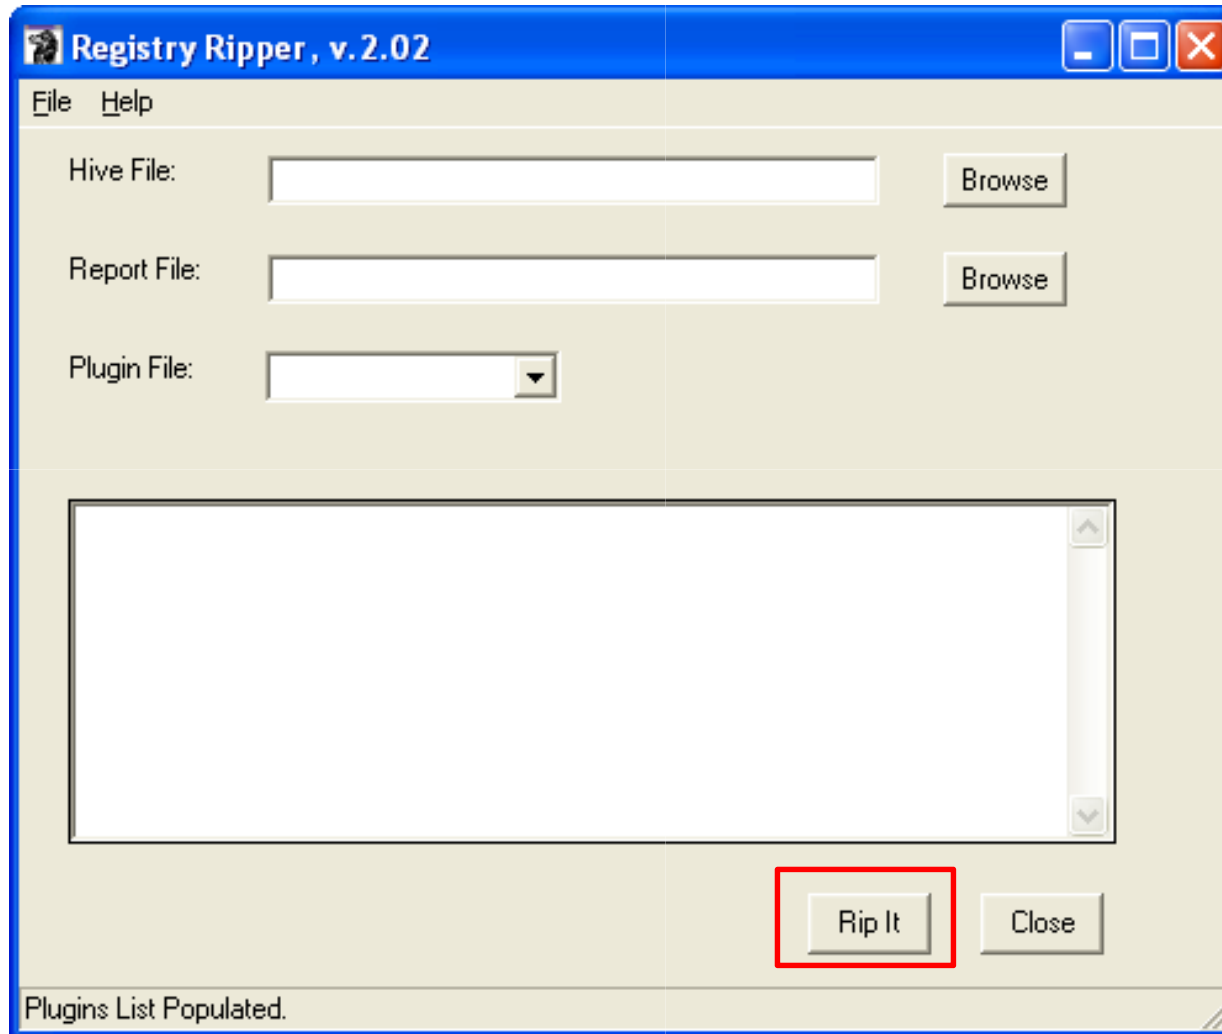 Registry Ripper, v. 2.02
File Help
Hive File: Browse
Report File: Browse
Plugin File:
Rip It Close
Plugins List Populated.